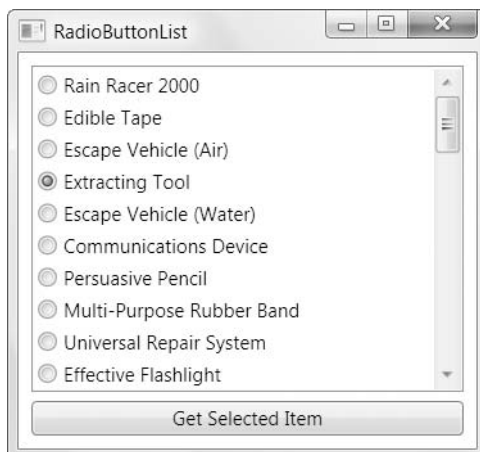 RadioButtonList
Rain Racer 2000
Edible Tape
Escape Vehicle (Air)
Extracting Tool
Escape Vehicle (Water)
Communications Device
Persuasive Pencil
Multi-Purpose Rubber Band
Universal Repair System
Effective Flashlight
Get Selected Item